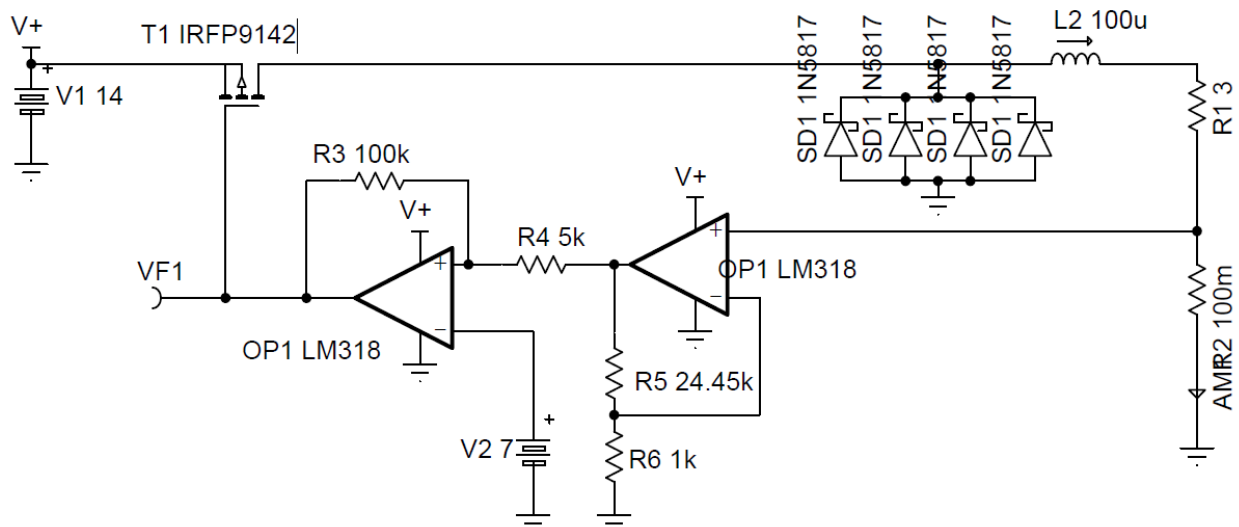 V+
T1 IRFP9142
V1 14
SD1 1N5817
SD1 1N5817
SD1 1N5817
SD1 1N5817
L2 100u
R1 3
R3 100k
V+
V+
R4 5k
+
-
OP1 LM318
+
-
OP1 LM318
VF1
R5 24.45k
R6 1k
V2 7
+
+
R2 100m